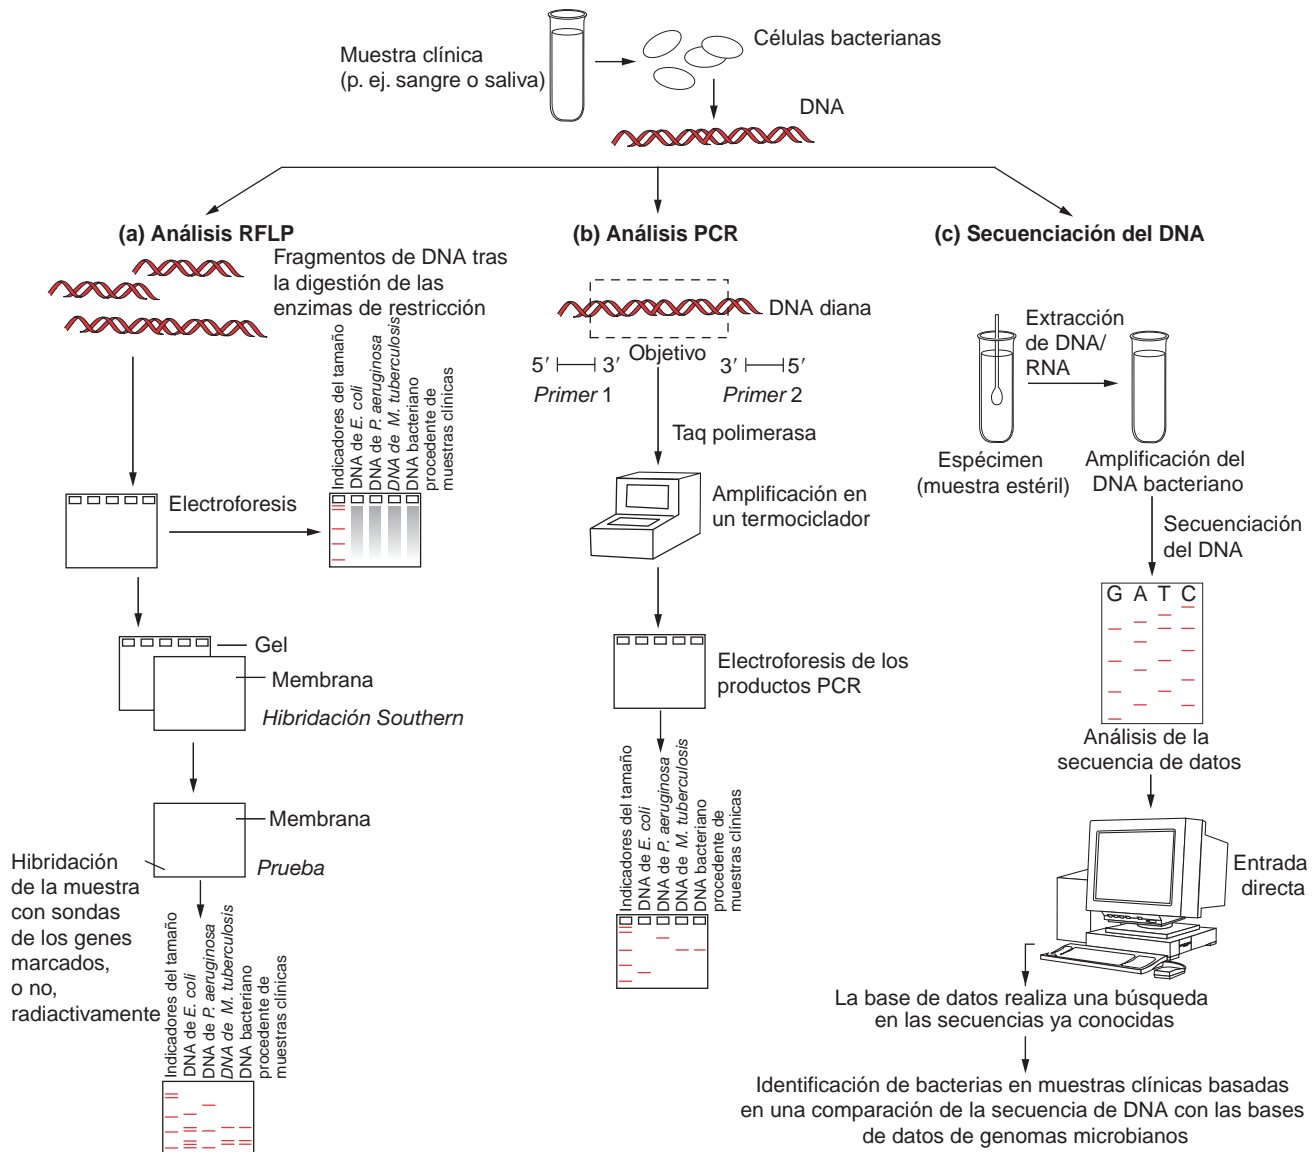 Muestra clínica
(p. ej. sangre o saliva)
Células bacterianas
DNA
(a) Análisis RFLP
Fragmentos de DNA tras
la digestión de las
enzimas de restricción
Indicadores del tamaño
DNA de E. coli
DNA de P. aeruginosa
DNA de M. tuberculosis
DNA bacteriano
procedente de
muestras clínicas
Electroforesis
Gel
Membrana
Hibridación Southern
Membrana
Prueba
Hibridación
de la muestra
con sondas
de los genes
marcados,
o no,
radiactivamente
Indicadores del tamaño
DNA de E. coli
DNA de P. aeruginosa
DNA de M. tuberculosis
DNA bacteriano
procedente de
muestras clínicas
(b) Análisis PCR
DNA diana
Objetivo
5′ 3′
3′ 5′
Primer 1
Primer 2
Taq polimerasa
Amplificación en
un termociclador
Electroforesis de los
productos PCR
Indicadores del tamaño
DNA de E. coli
DNA de P. aeruginosa
DNA de M. tuberculosis
DNA bacteriano
procedente de
muestras clínicas
(c) Secuenciación del DNA
Extracción
de DNA/
RNA
Espécimen
(muestra estéril)
Amplificación del
DNA bacteriano
Secuenciación
del DNA
G A T C
Análisis de la
secuencia de datos
Entrada
directa
La base de datos realiza una búsqueda
en las secuencias ya conocidas
Identificación de bacterias en muestras clínicas basadas
en una comparación de la secuencia de DNA con las bases
de datos de genomas microbianos